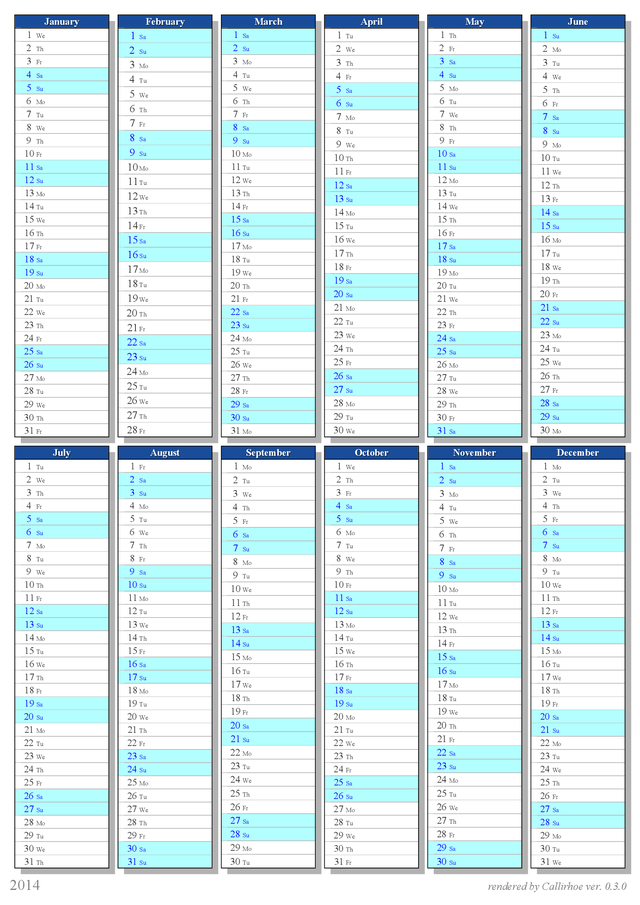 January
1 We
2 Th
3 Fr
4 Sa
5 Su
6 Mo
7 Tu
8 We
9 Th
10 Fr
11 Sa
12 Su
13 Mo
14 Tu
15 We
16 Th
17 Fr
18 Sa
19 Su
20 Mo
21 Tu
22 We
23 Th
24 Fr
25 Sa
26 Su
27 Mo
28 Tu
29 We
30 Th
31 Fr
February
1 Sa
2 Su
3 Mo
4 Tu
5 We
6 Th
7 Fr
8 Sa
9 Su
10 Mo
11 Tu
12 We
13 Th
14 Fr
15 Sa
16 Su
17 Mo
18 Tu
19 We
20 Th
21 Fr
22 Sa
23 Su
24 Mo
25 Tu
26 We
27 Th
28 Fr
March
1 Sa
2 Su
3 Mo
4 Tu
5 We
6 Th
7 Fr
8 Sa
9 Su
10 Mo
11 Tu
12 We
13 Th
14 Fr
15 Sa
16 Su
17 Mo
18 Tu
19 We
20 Th
21 Fr
22 Sa
23 Su
24 Mo
25 Tu
26 We
27 Th
28 Fr
29 Sa
30 Su
31 Mo
April
1 Tu
2 We
3 Th
4 Fr
5 Sa
6 Su
7 Mo
8 Tu
9 We
10 Th
11 Fr
12 Sa
13 Su
14 Mo
15 Tu
16 We
17 Th
18 Fr
19 Sa
20 Su
21 Mo
22 Tu
23 We
24 Th
25 Fr
26 Sa
27 Su
28 Mo
29 Tu
30 We
May
1 Th
2 Fr
3 Sa
4 Su
5 Mo
6 Tu
7 We
8 Th
9 Fr
10 Sa
11 Su
12 Mo
13 Tu
14 We
15 Th
16 Fr
17 Sa
18 Su
19 Mo
20 Tu
21 We
22 Th
23 Fr
24 Sa
25 Su
26 Mo
27 Tu
28 We
29 Th
30 Fr
31 Sa
June
1 Su
2 Mo
3 Tu
4 We
5 Th
6 Fr
7 Sa
8 Su
9 Mo
10 Tu
11 We
12 Th
13 Fr
14 Sa
15 Su
16 Mo
17 Tu
18 We
19 Th
20 Fr
21 Sa
22 Su
23 Mo
24 Tu
25 We
26 Th
27 Fr
28 Sa
29 Su
30 Mo
July
1 Tu
2 We
3 Th
4 Fr
5 Sa
6 Su
7 Mo
8 Tu
9 We
10 Th
11 Fr
12 Sa
13 Su
14 Mo
15 Tu
16 We
17 Th
18 Fr
19 Sa
20 Su
21 Mo
22 Tu
23 We
24 Th
25 Fr
26 Sa
27 Su
28 Mo
29 Tu
30 We
31 Th
August
1 Fr
2 Sa
3 Su
4 Mo
5 Tu
6 We
7 Th
8 Fr
9 Sa
10 Su
11 Mo
12 Tu
13 We
14 Th
15 Fr
16 Sa
17 Su
18 Mo
19 Tu
20 We
21 Th
22 Fr
23 Sa
24 Su
25 Mo
26 Tu
27 We
28 Th
29 Fr
30 Sa
31 Su
September
1 Mo
2 Tu
3 We
4 Th
5 Fr
6 Sa
7 Su
8 Mo
9 Tu
10 We
11 Th
12 Fr
13 Sa
14 Su
15 Mo
16 Tu
17 We
18 Th
19 Fr
20 Sa
21 Su
22 Mo
23 Tu
24 We
25 Th
26 Fr
27 Sa
28 Su
29 Mo
30 Tu
October
1 We
2 Th
3 Fr
4 Sa
5 Su
6 Mo
7 Tu
8 We
9 Th
10 Fr
11 Sa
12 Su
13 Mo
14 Tu
15 We
16 Th
17 Fr
18 Sa
19 Su
20 Mo
21 Tu
22 We
23 Th
24 Fr
25 Sa
26 Su
27 Mo
28 Tu
29 We
30 Th
31 Fr
November
1 Sa
2 Su
3 Mo
4 Tu
5 We
6 Th
7 Fr
8 Sa
9 Su
10 Mo
11 Tu
12 We
13 Th
14 Fr
15 Sa
16 Su
17 Mo
18 Tu
19 We
20 Th
21 Fr
22 Sa
23 Su
24 Mo
25 Tu
26 We
27 Th
28 Fr
29 Sa
30 Su
December
1 Mo
2 Tu
3 We
4 Th
5 Fr
6 Sa
7 Su
8 Mo
9 Tu
10 We
11 Th
12 Fr
13 Sa
14 Su
15 Mo
16 Tu
17 We
18 Th
19 Fr
20 Sa
21 Su
22 Mo
23 Tu
24 We
25 Th
26 Fr
27 Sa
28 Su
29 Mo
30 Tu
31 We
2014
rendered by Callirhoe ver. 0.3.0